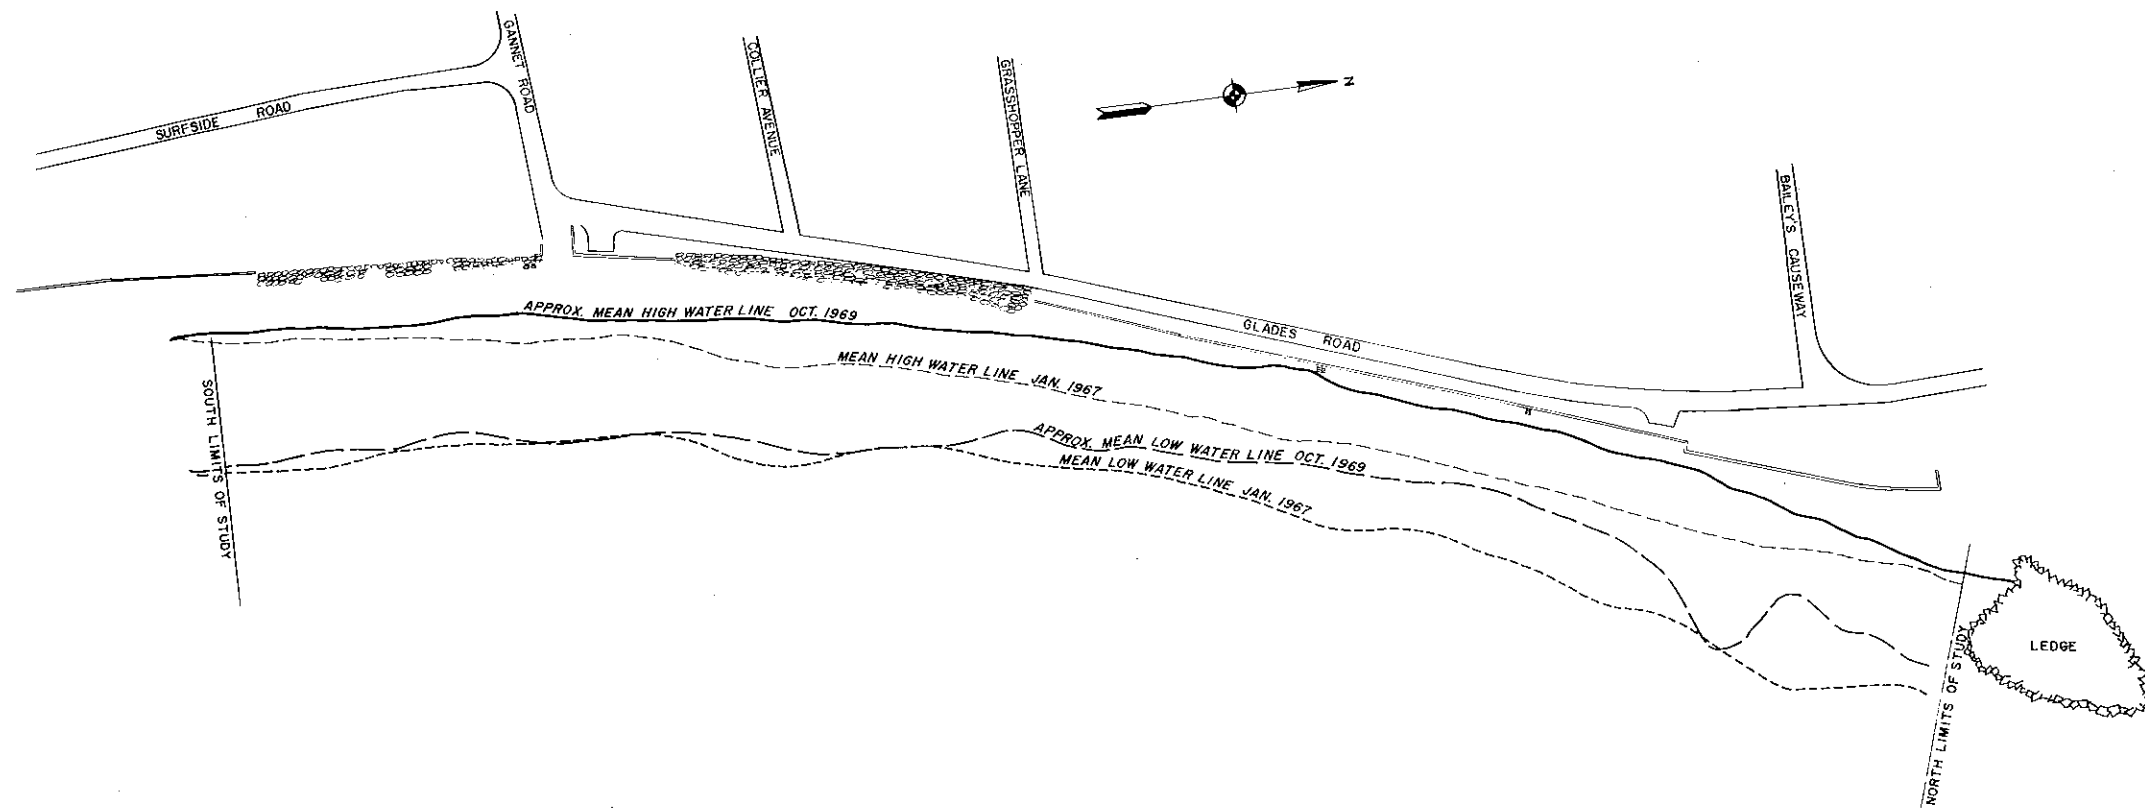 GANNET ROAD
COLLIER AVENUE
GRASSHOPPER LANE
N
SURFSIDE ROAD
BAILEY'S CAUSEWAY
APPROX. MEAN HIGH WATER LINE OCT. 1969
GLADES ROAD
MEAN HIGH WATER LINE JAN. 1967
SOUTH LIMITS OF STUDY
APPROX. MEAN LOW WATER LINE OCT. 1969
MEAN LOW WATER LINE JAN. 1967
LEDGE
NORTH LIMITS OF STUDY